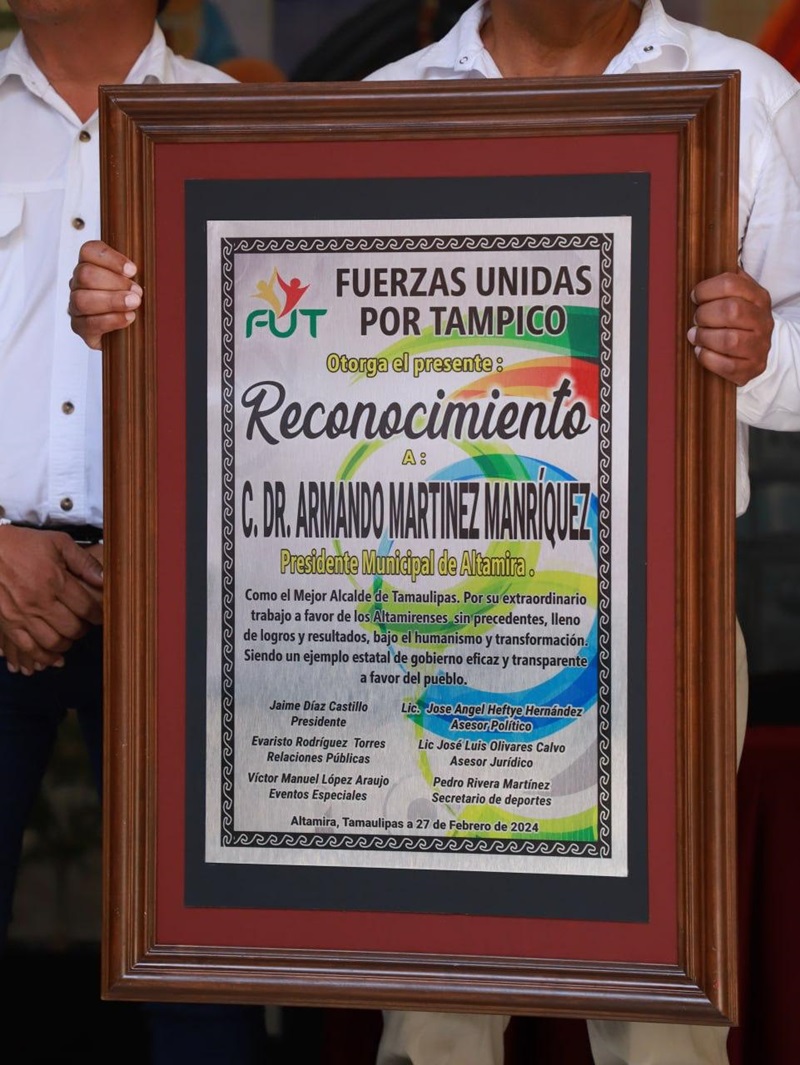 FUT
FUERZAS UNIDAS
POR TAMPICO
Otorga el presente :
Reconocimiento
A :
C. DR. ARMANDO MARTINEZ MANRÍQUEZ
Presidente Municipal de Altamira .
Como el Mejor Alcalde de Tamaulipas. Por su extraordinario
trabajo a favor de los Altamirenses sin precedentes, lleno
de logros y resultados, bajo el humanismo y transformación.
Siendo un ejemplo estatal de gobierno eficaz y transparente
a favor del pueblo.
Jaime Díaz Castillo
Presidente
Lic. Jose Angel Heftye Hernández
Asesor Político
Evaristo Rodríguez Torres
Relaciones Públicas
Lic José Luis Olivares Calvo
Asesor Jurídico
Víctor Manuel López Araujo
Eventos Especiales
Pedro Rivera Martínez
Secretario de deportes
Altamira, Tamaulipas a 27 de Febrero de 2024